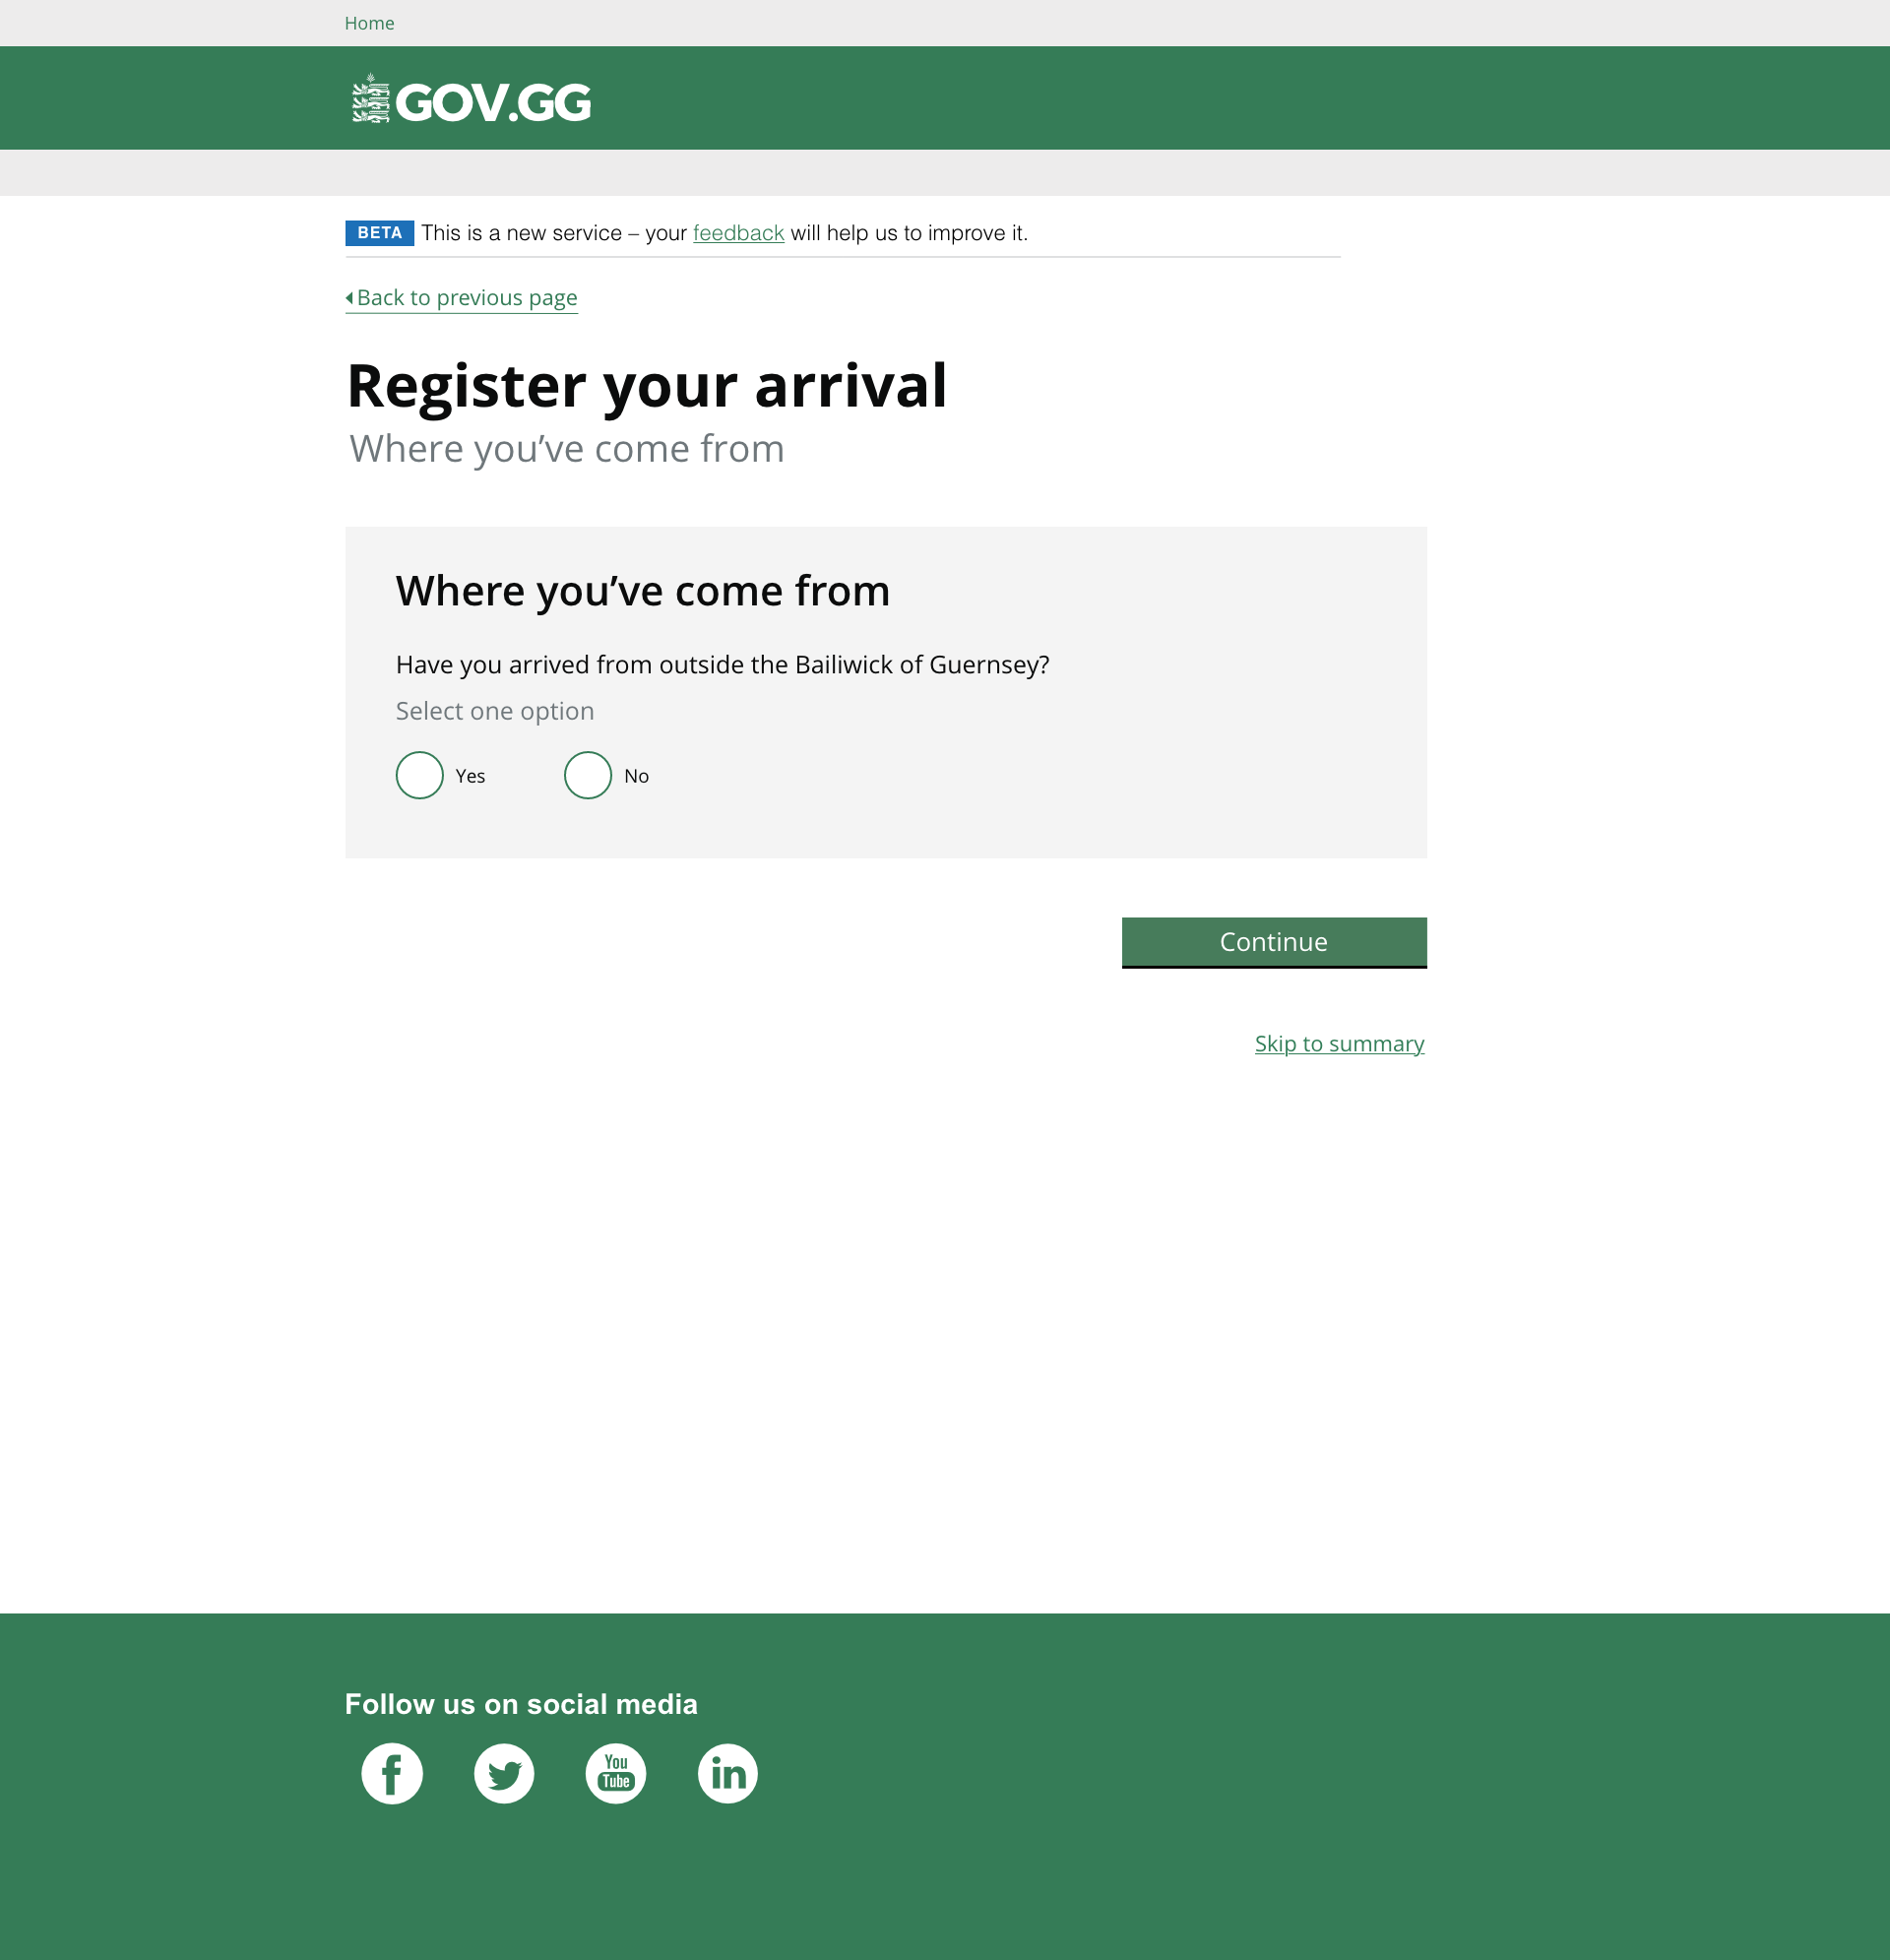 Home
GOV.GG
BETA This is a new service – your feedback will help us to improve it.
Back to previous page
Register your arrival
Where you’ve come from
Where you’ve come from
Have you arrived from outside the Bailiwick of Guernsey?
Select one option
Yes No
Continue
Skip to summary
Follow us on social media
f You Tube in